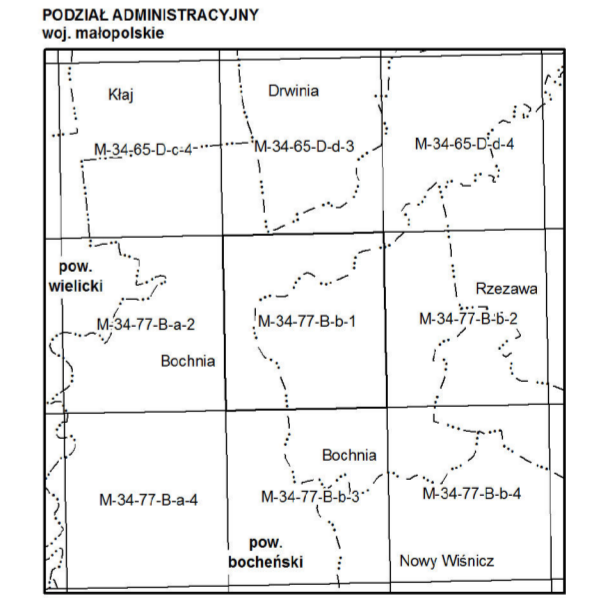 PODZIAŁ ADMINISTRACYJNY
woj. małopolskie
Kłaj
Drwinia
M-34-65-D-c-4
M-34-65-D-d-3
M-34-65-D-d-4
pow.
wielicki
Rzezawa
M-34-77-B-a-2
M-34-77-B-b-1
M-34-77-B-b-2
Bochnia
Bochnia
M-34-77-B-a-4
M-34-77-B-b-3
M-34-77-B-b-4
pow.
bocheński
Nowy Wiśnicz